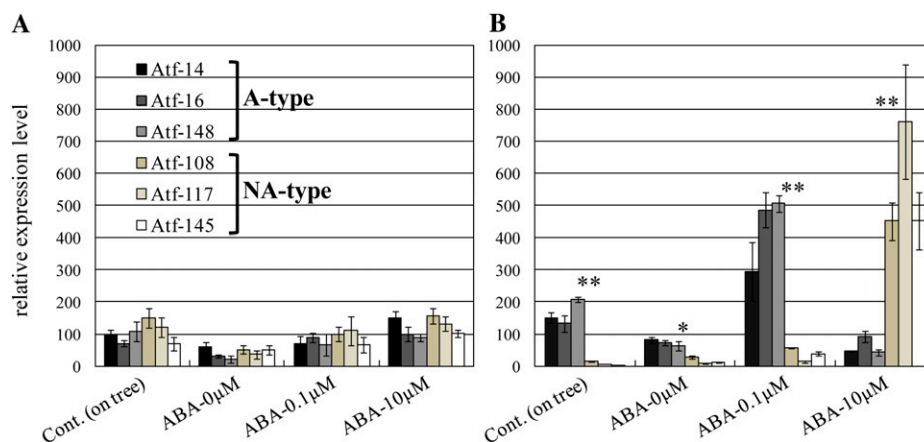 A
B
relative expression level
1000
900
800
700
600
500
400
300
200
100
0
Atf-14
Atf-16
Atf-148
A-type
Atf-108
Atf-117
Atf-145
NA-type
Cont. (on tree)
ABA-0μM
ABA-0.1μM
ABA-10μM
1000
900
800
700
600
500
400
300
200
100
0
**
*
**
**
Cont. (on tree)
ABA-0μM
ABA-0.1μM
ABA-10μM